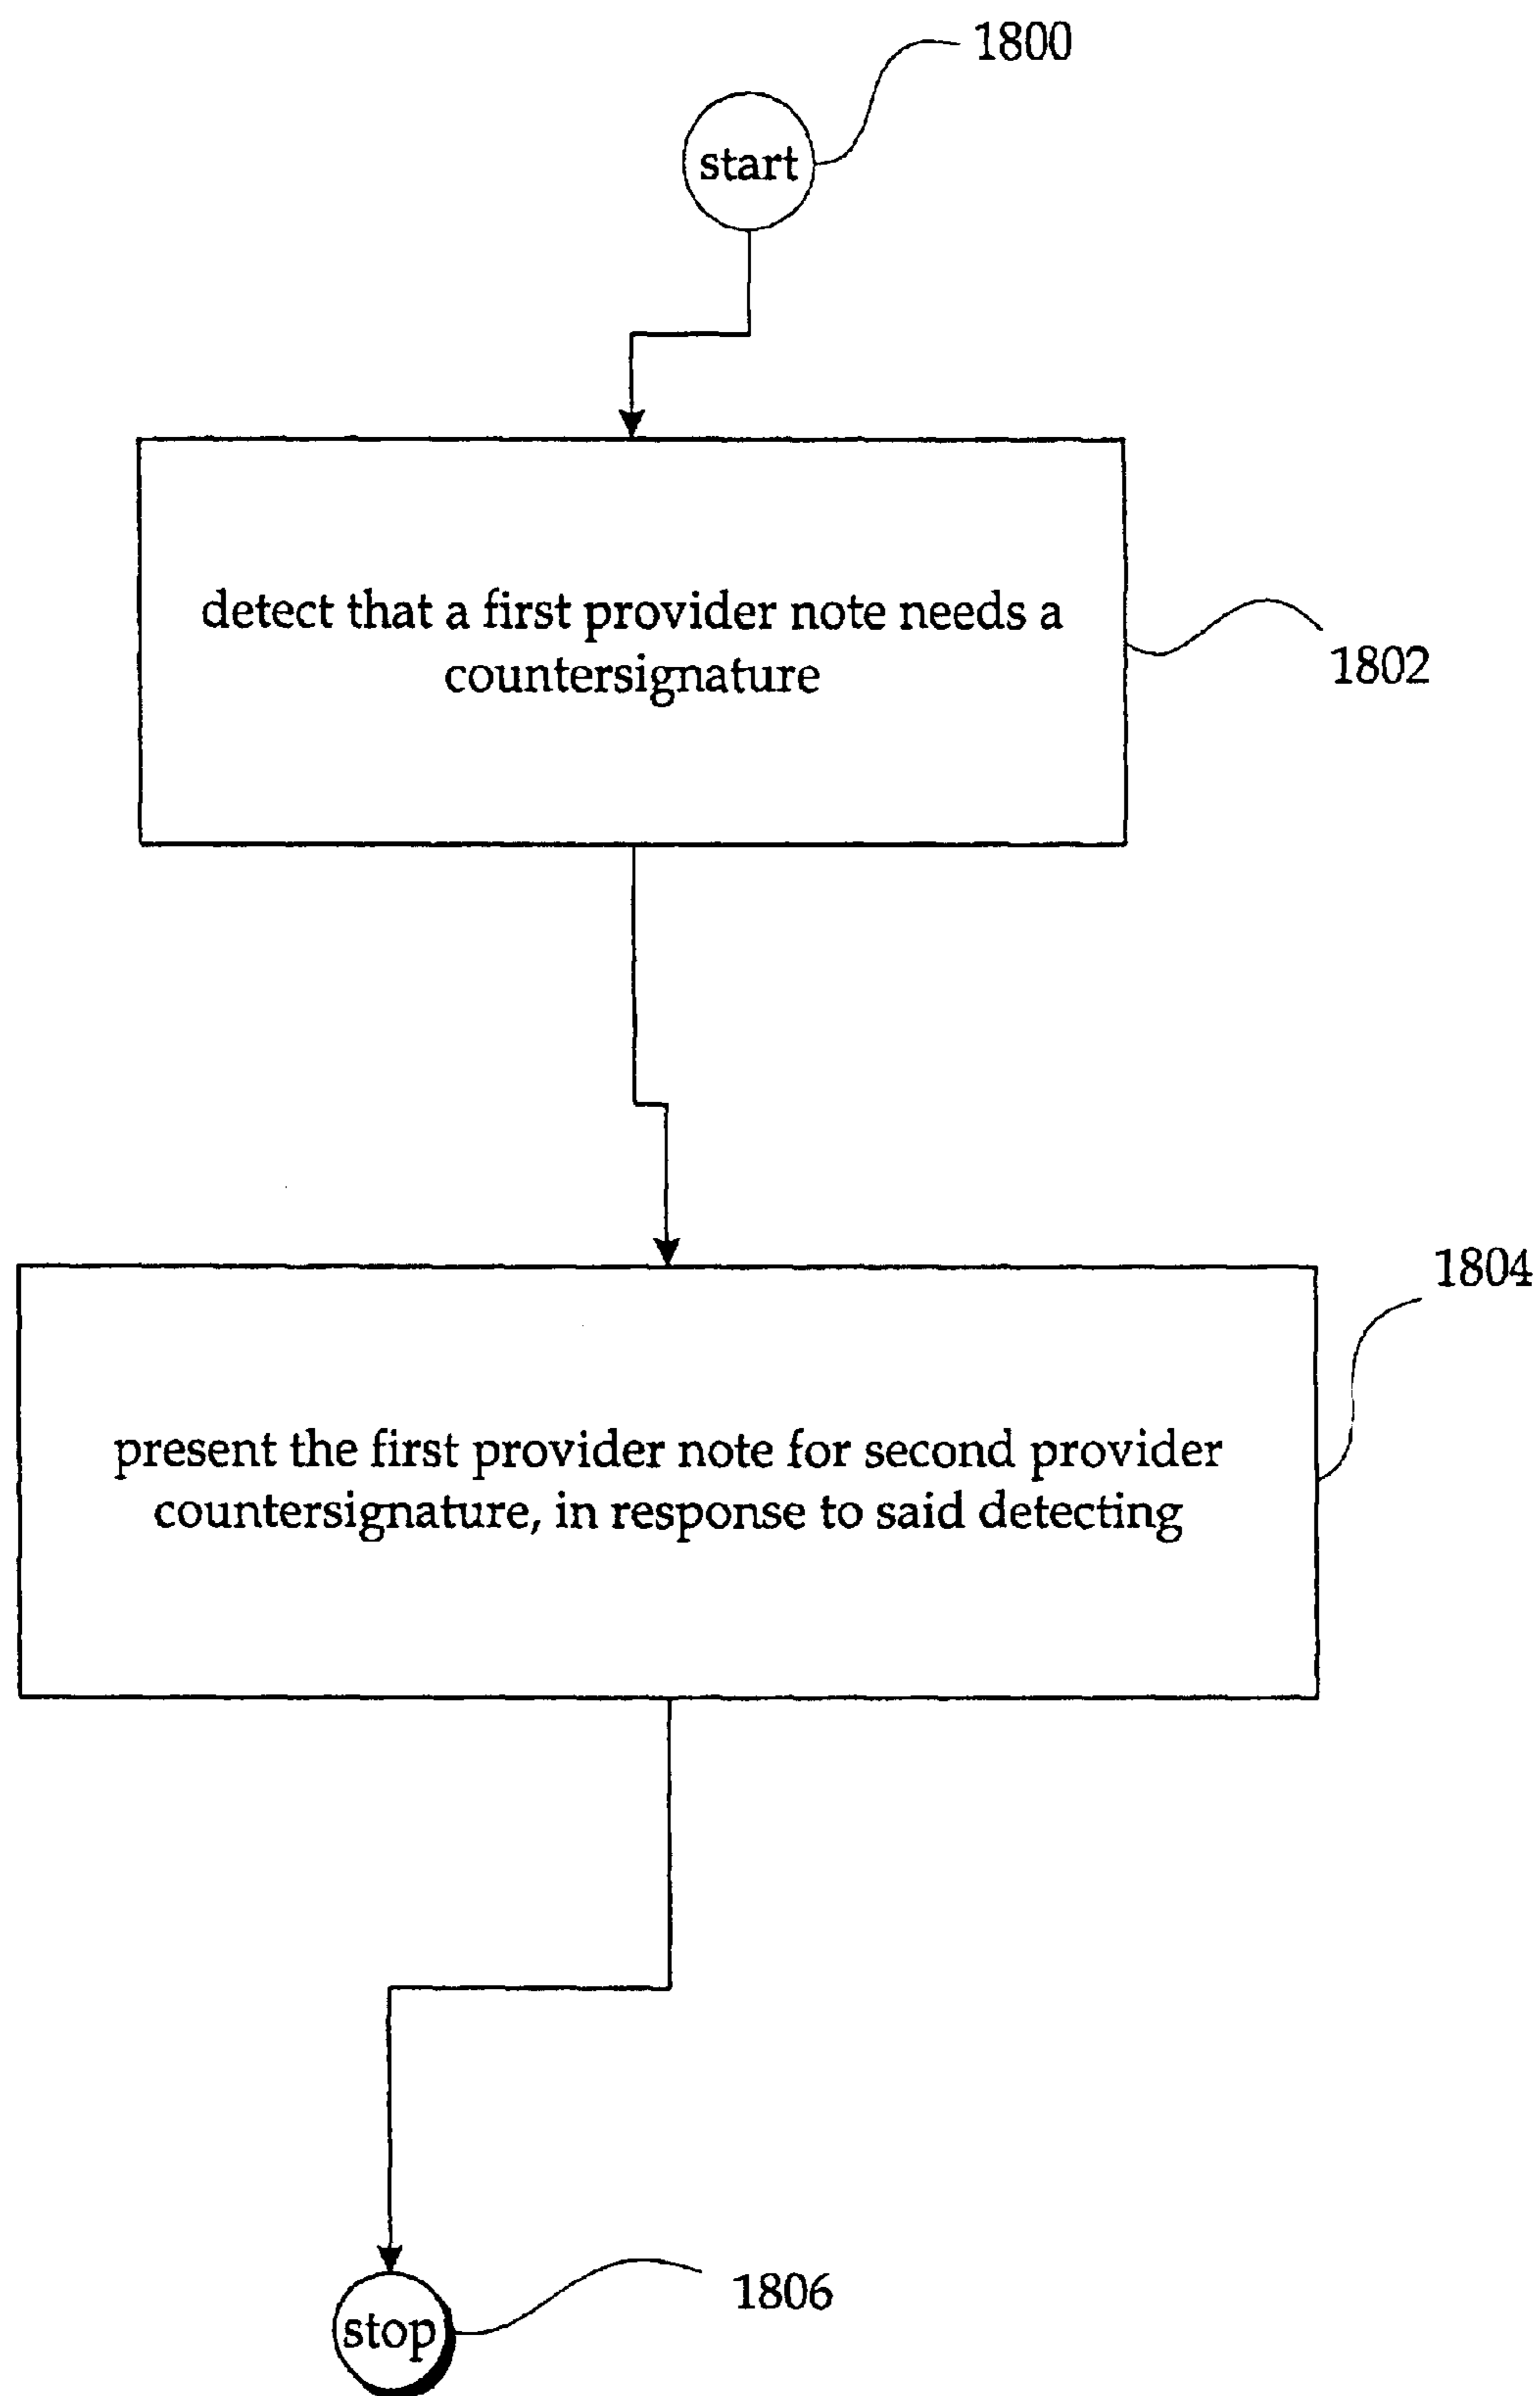 1800
start
detect that a first provider note needs a
countersignature
1802
1804
present the first provider note for second provider
countersignature, in response to said detecting
1806
stop